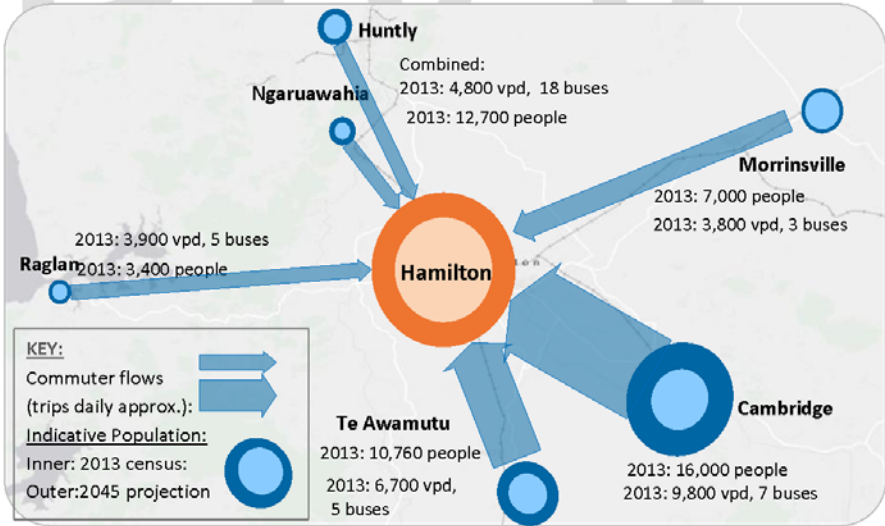 Huntly
Combined:
2013: 4,800 vpd, 18 buses
2013: 12,700 people
Ngaruawahia
Morrinsville
2013: 7,000 people
2013: 3,800 vpd, 3 buses
2013: 3,900 vpd, 5 buses
Raglan
2013: 3,400 people
Hamilton
KEY:
Commuter flows
(trips daily approx.):
Indicative Population:
Inner: 2013 census:
Outer:2045 projection
Te Awamutu
2013: 10,760 people
2013: 6,700 vpd,
5 buses
Cambridge
2013: 16,000 people
2013: 9,800 vpd, 7 buses